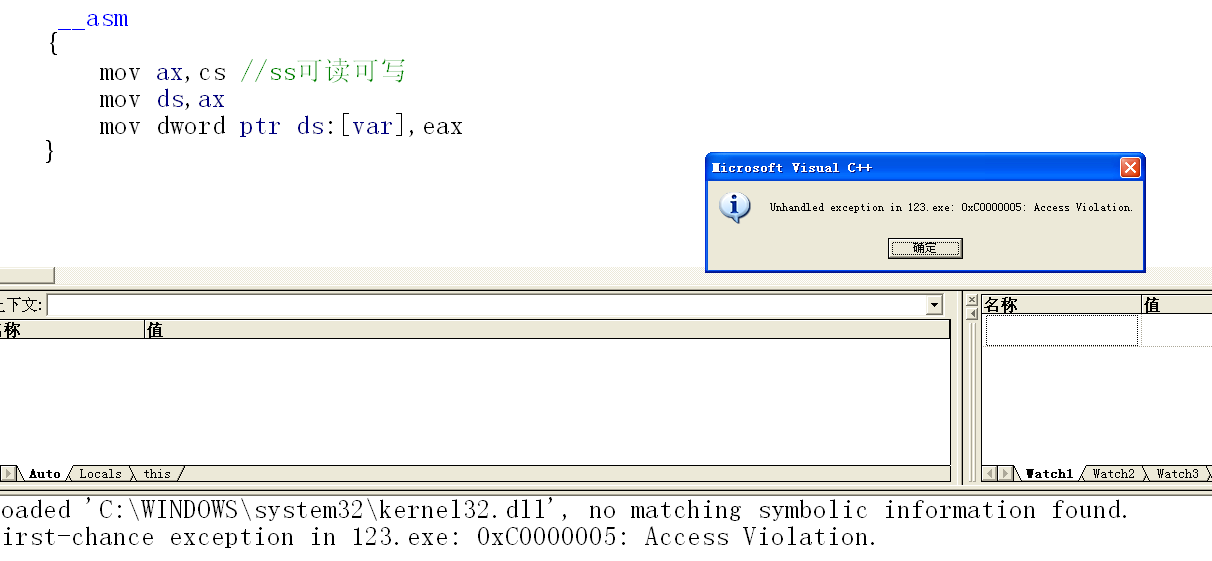 __asm
{
mov ax,cs //ss可读可写
mov ds,ax
mov dword ptr ds:[var],eax
}
Microsoft Visual C++
Unhandled exception in 123.exe: 0xC0000005: Access Violation.
确定
上下文:
名称 值
名称 值
Auto Locals this
Watch1 Watch2 Watch3
oaded 'C:\WINDOWS\system32\kernel32.dll', no matching symbolic information found.
irst-chance exception in 123.exe: 0xC0000005: Access Violation.